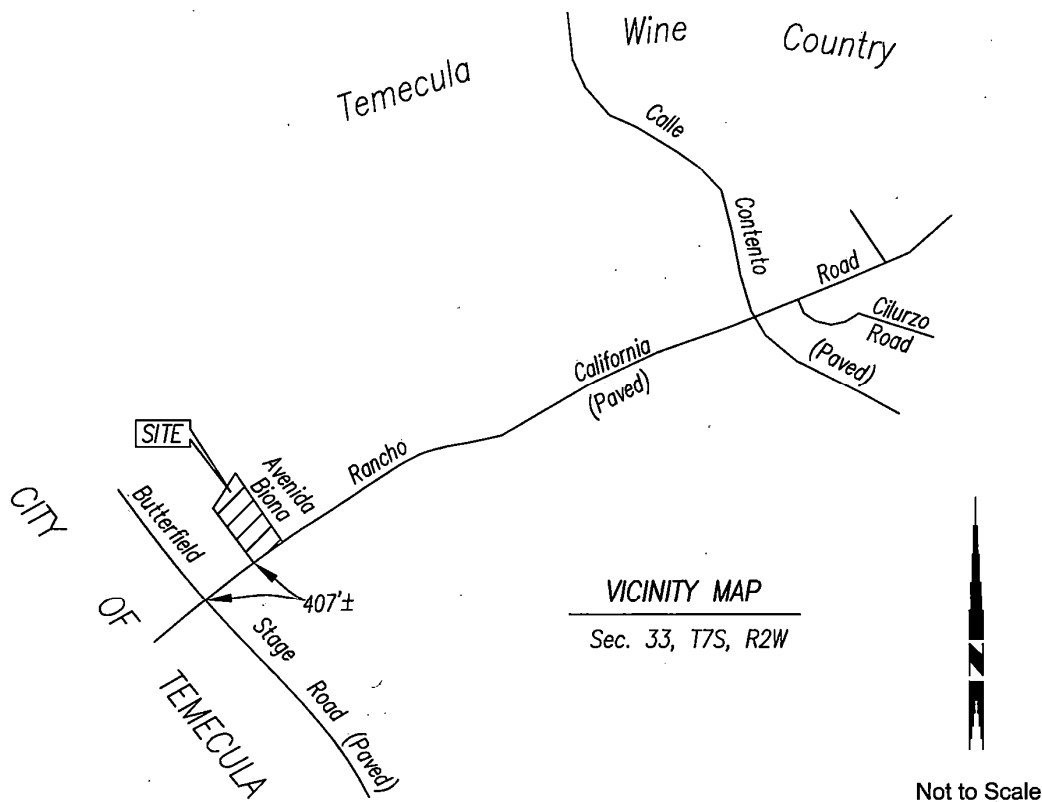 Wine Country
Temecula
Calle
Contento
Road
Cilurzo
Road
(Paved)
California
(Paved)
Rancho
SITE
Avenida
Biona
Butterfield
CITY
OF
TEMECULA
407'±
Stage
Road
(Paved)
VICINITY MAP
Sec. 33, T7S, R2W
N
Not to Scale